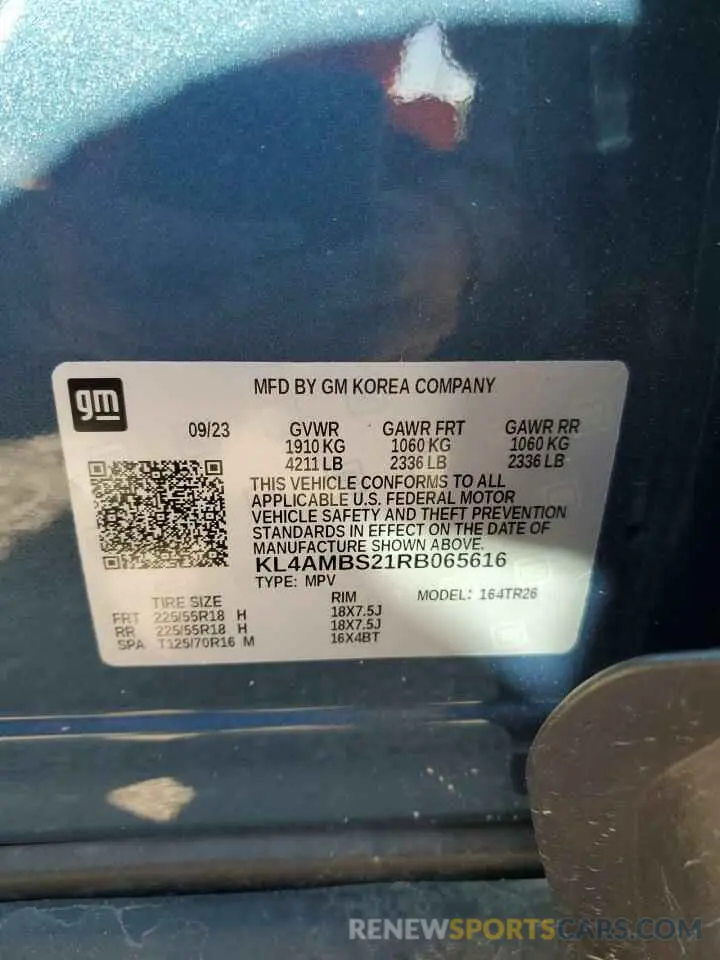 gm
MFD BY GM KOREA COMPANY
09/23 GVWR GAWR FRT GAWR RR
1910 KG 1060 KG 1060 KG
4211 LB 2336 LB 2336 LB
THIS VEHICLE CONFORMS TO ALL
APPLICABLE U.S. FEDERAL MOTOR
VEHICLE SAFETY AND THEFT PREVENTION
STANDARDS IN EFFECT ON THE DATE OF
MANUFACTURE SHOWN ABOVE.
KL4AMBS21RB065616
TYPE: MPV MODEL: 164TR26
TIRE SIZE RIM
FRT 225/55R18 H 18X7.5J
RR 225/55R18 H 18X7.5J
SPA T125/70R16 M 16X4BT
RENEWSPORTSCARS.COM